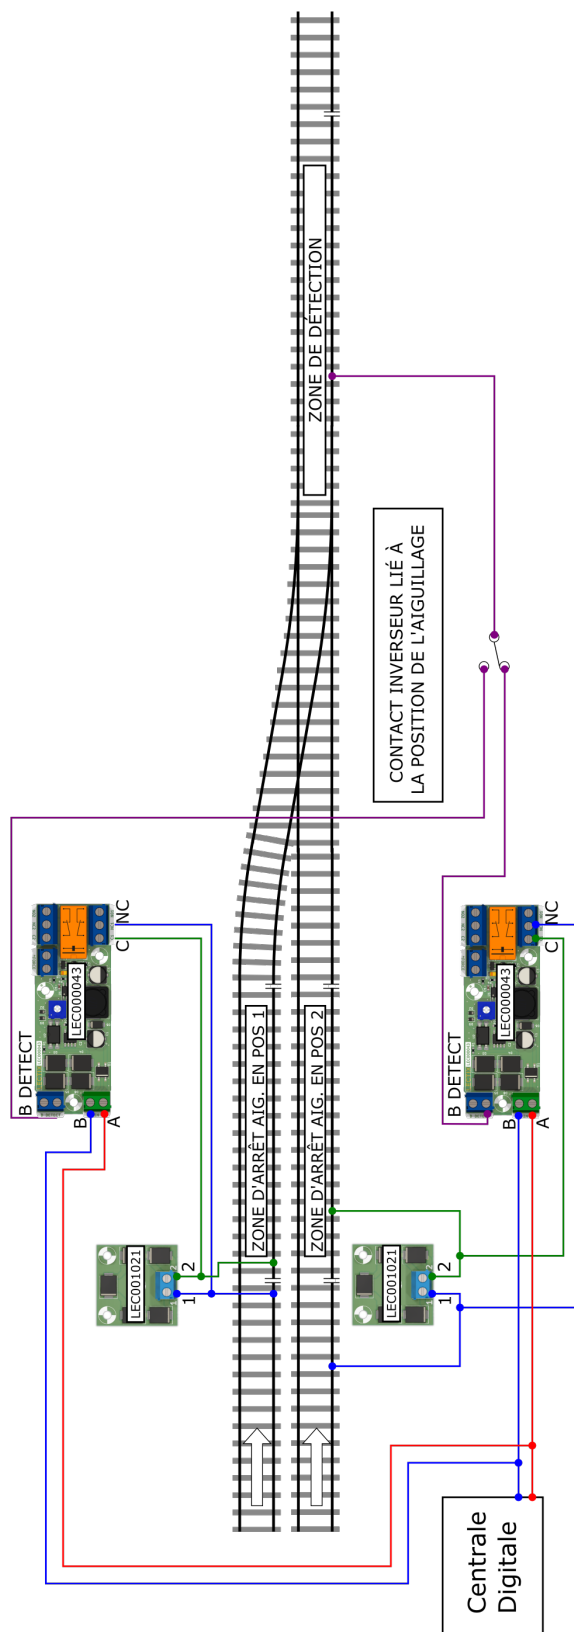 ZONE DE DÉTECTION
CONTACT INVERSEUR LIÉ À
LA POSITION DE L'AIGUILLAGE
NC
C
LEC000043
B DETECT
B
A
NC
C
LEC000043
B DETECT
B
A
ZONE D'ARRÊT AIG. EN POS 1
ZONE D'ARRÊT AIG. EN POS 2
LEC001021
2
1
LEC001021
2
1
Centrale
Digitale